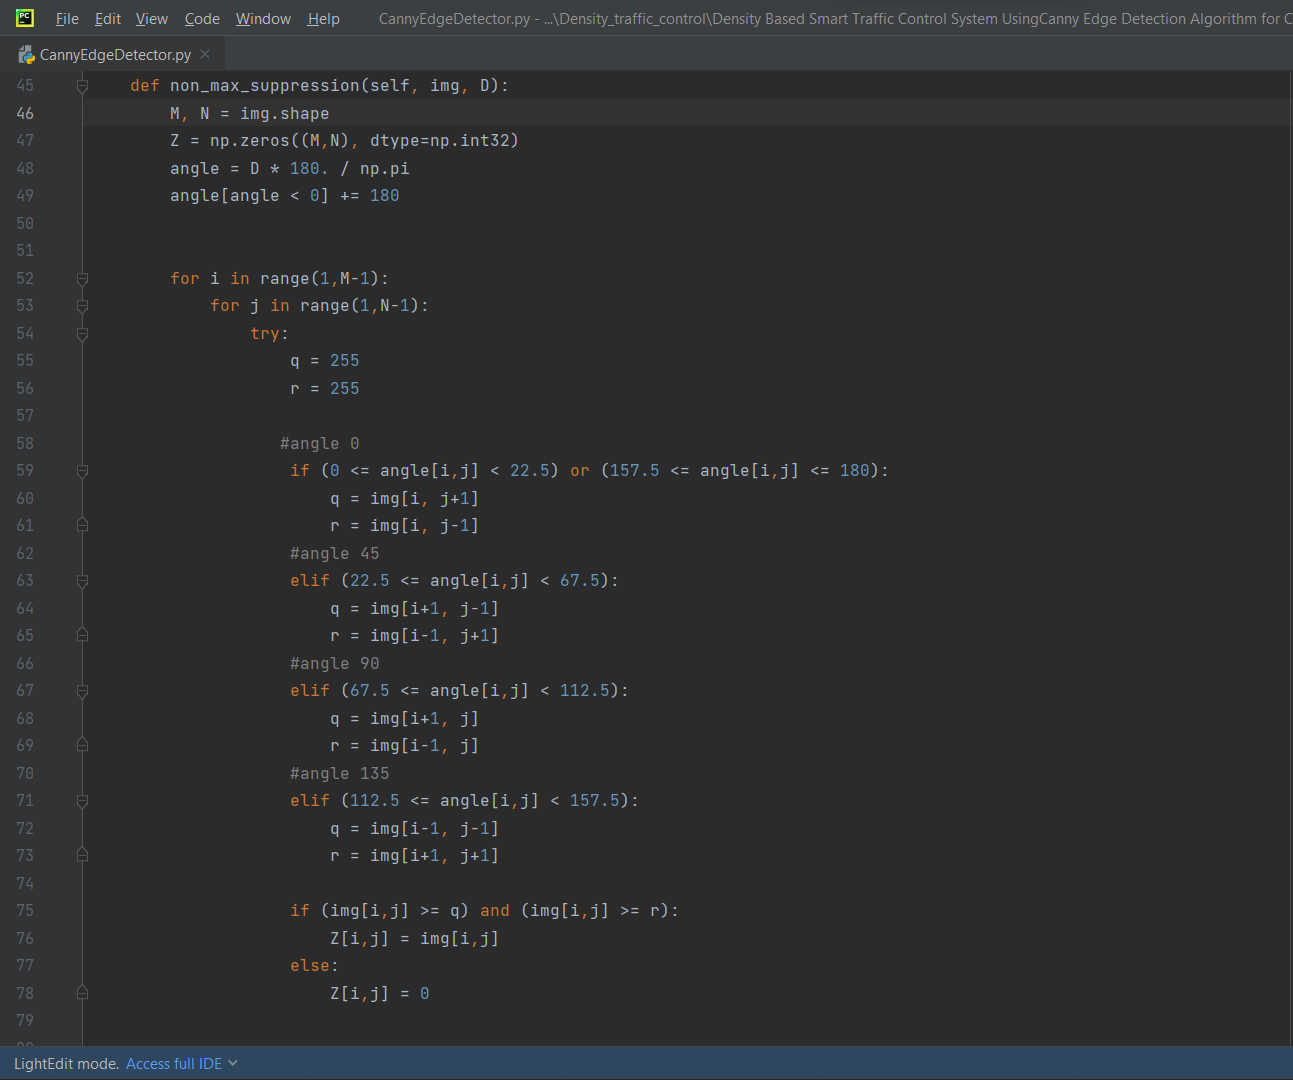 PC File Edit View Code Window Help CannyEdgeDetector.py - ...\Density_traffic_control\Density Based Smart Traffic Control System UsingCanny Edge Detection Algorithm for C
CannyEdgeDetector.py
45 def non_max_suppression(self, img, D):
46 M, N = img.shape
47 Z = np.zeros((M,N), dtype=np.int32)
48 angle = D * 180. / np.pi
49 angle[angle < 0] += 180
50
51
52 for i in range(1,M-1):
53 for j in range(1,N-1):
54 try:
55 q = 255
56 r = 255
57
58 #angle 0
59 if (0 <= angle[i,j] < 22.5) or (157.5 <= angle[i,j] <= 180):
60 q = img[i, j+1]
61 r = img[i, j-1]
62 #angle 45
63 elif (22.5 <= angle[i,j] < 67.5):
64 q = img[i+1, j-1]
65 r = img[i-1, j+1]
66 #angle 90
67 elif (67.5 <= angle[i,j] < 112.5):
68 q = img[i+1, j]
69 r = img[i-1, j]
70 #angle 135
71 elif (112.5 <= angle[i,j] < 157.5):
72 q = img[i-1, j-1]
73 r = img[i+1, j+1]
74
75 if (img[i,j] >= q) and (img[i,j] >= r):
76 Z[i,j] = img[i,j]
77 else:
78 Z[i,j] = 0
79
LightEdit mode. Access full IDE